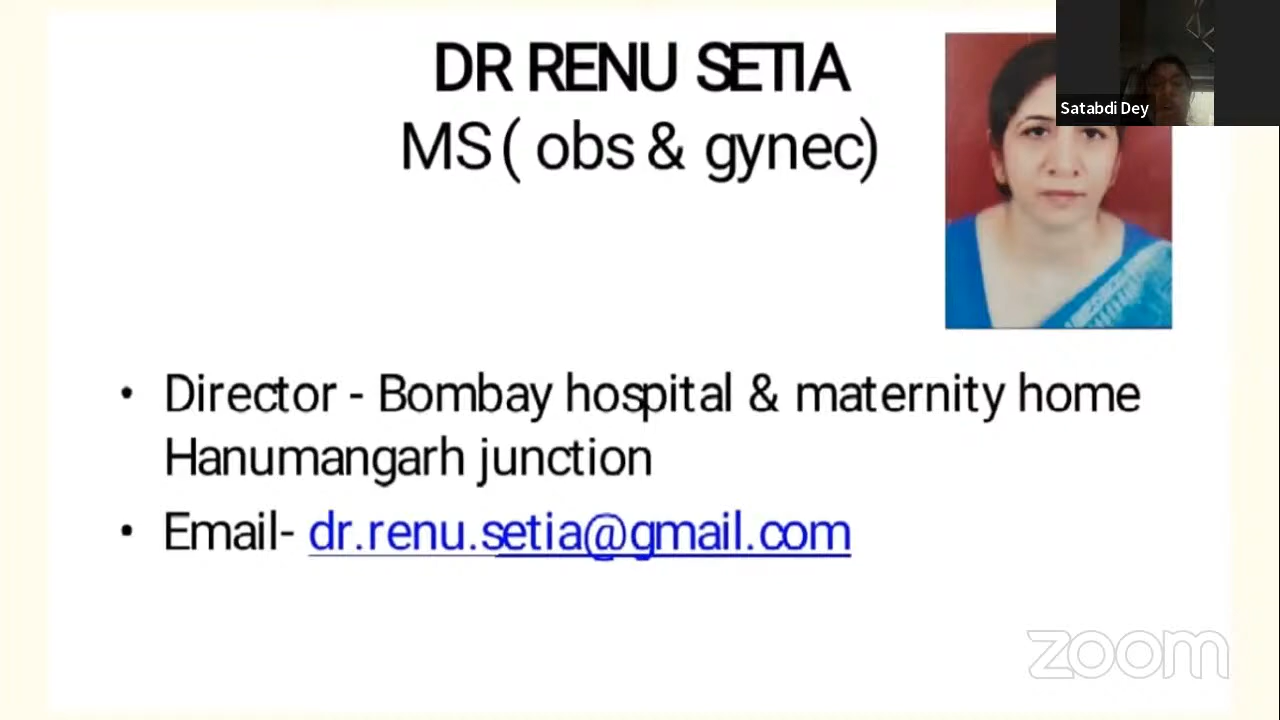 DR RENU SETIA
MS ( obs & gynec)
Satabdi Dey
• Director - Bombay hospital & maternity home
Hanumangarh junction
• Email- dr.renu.setia@gmail.com
zoom